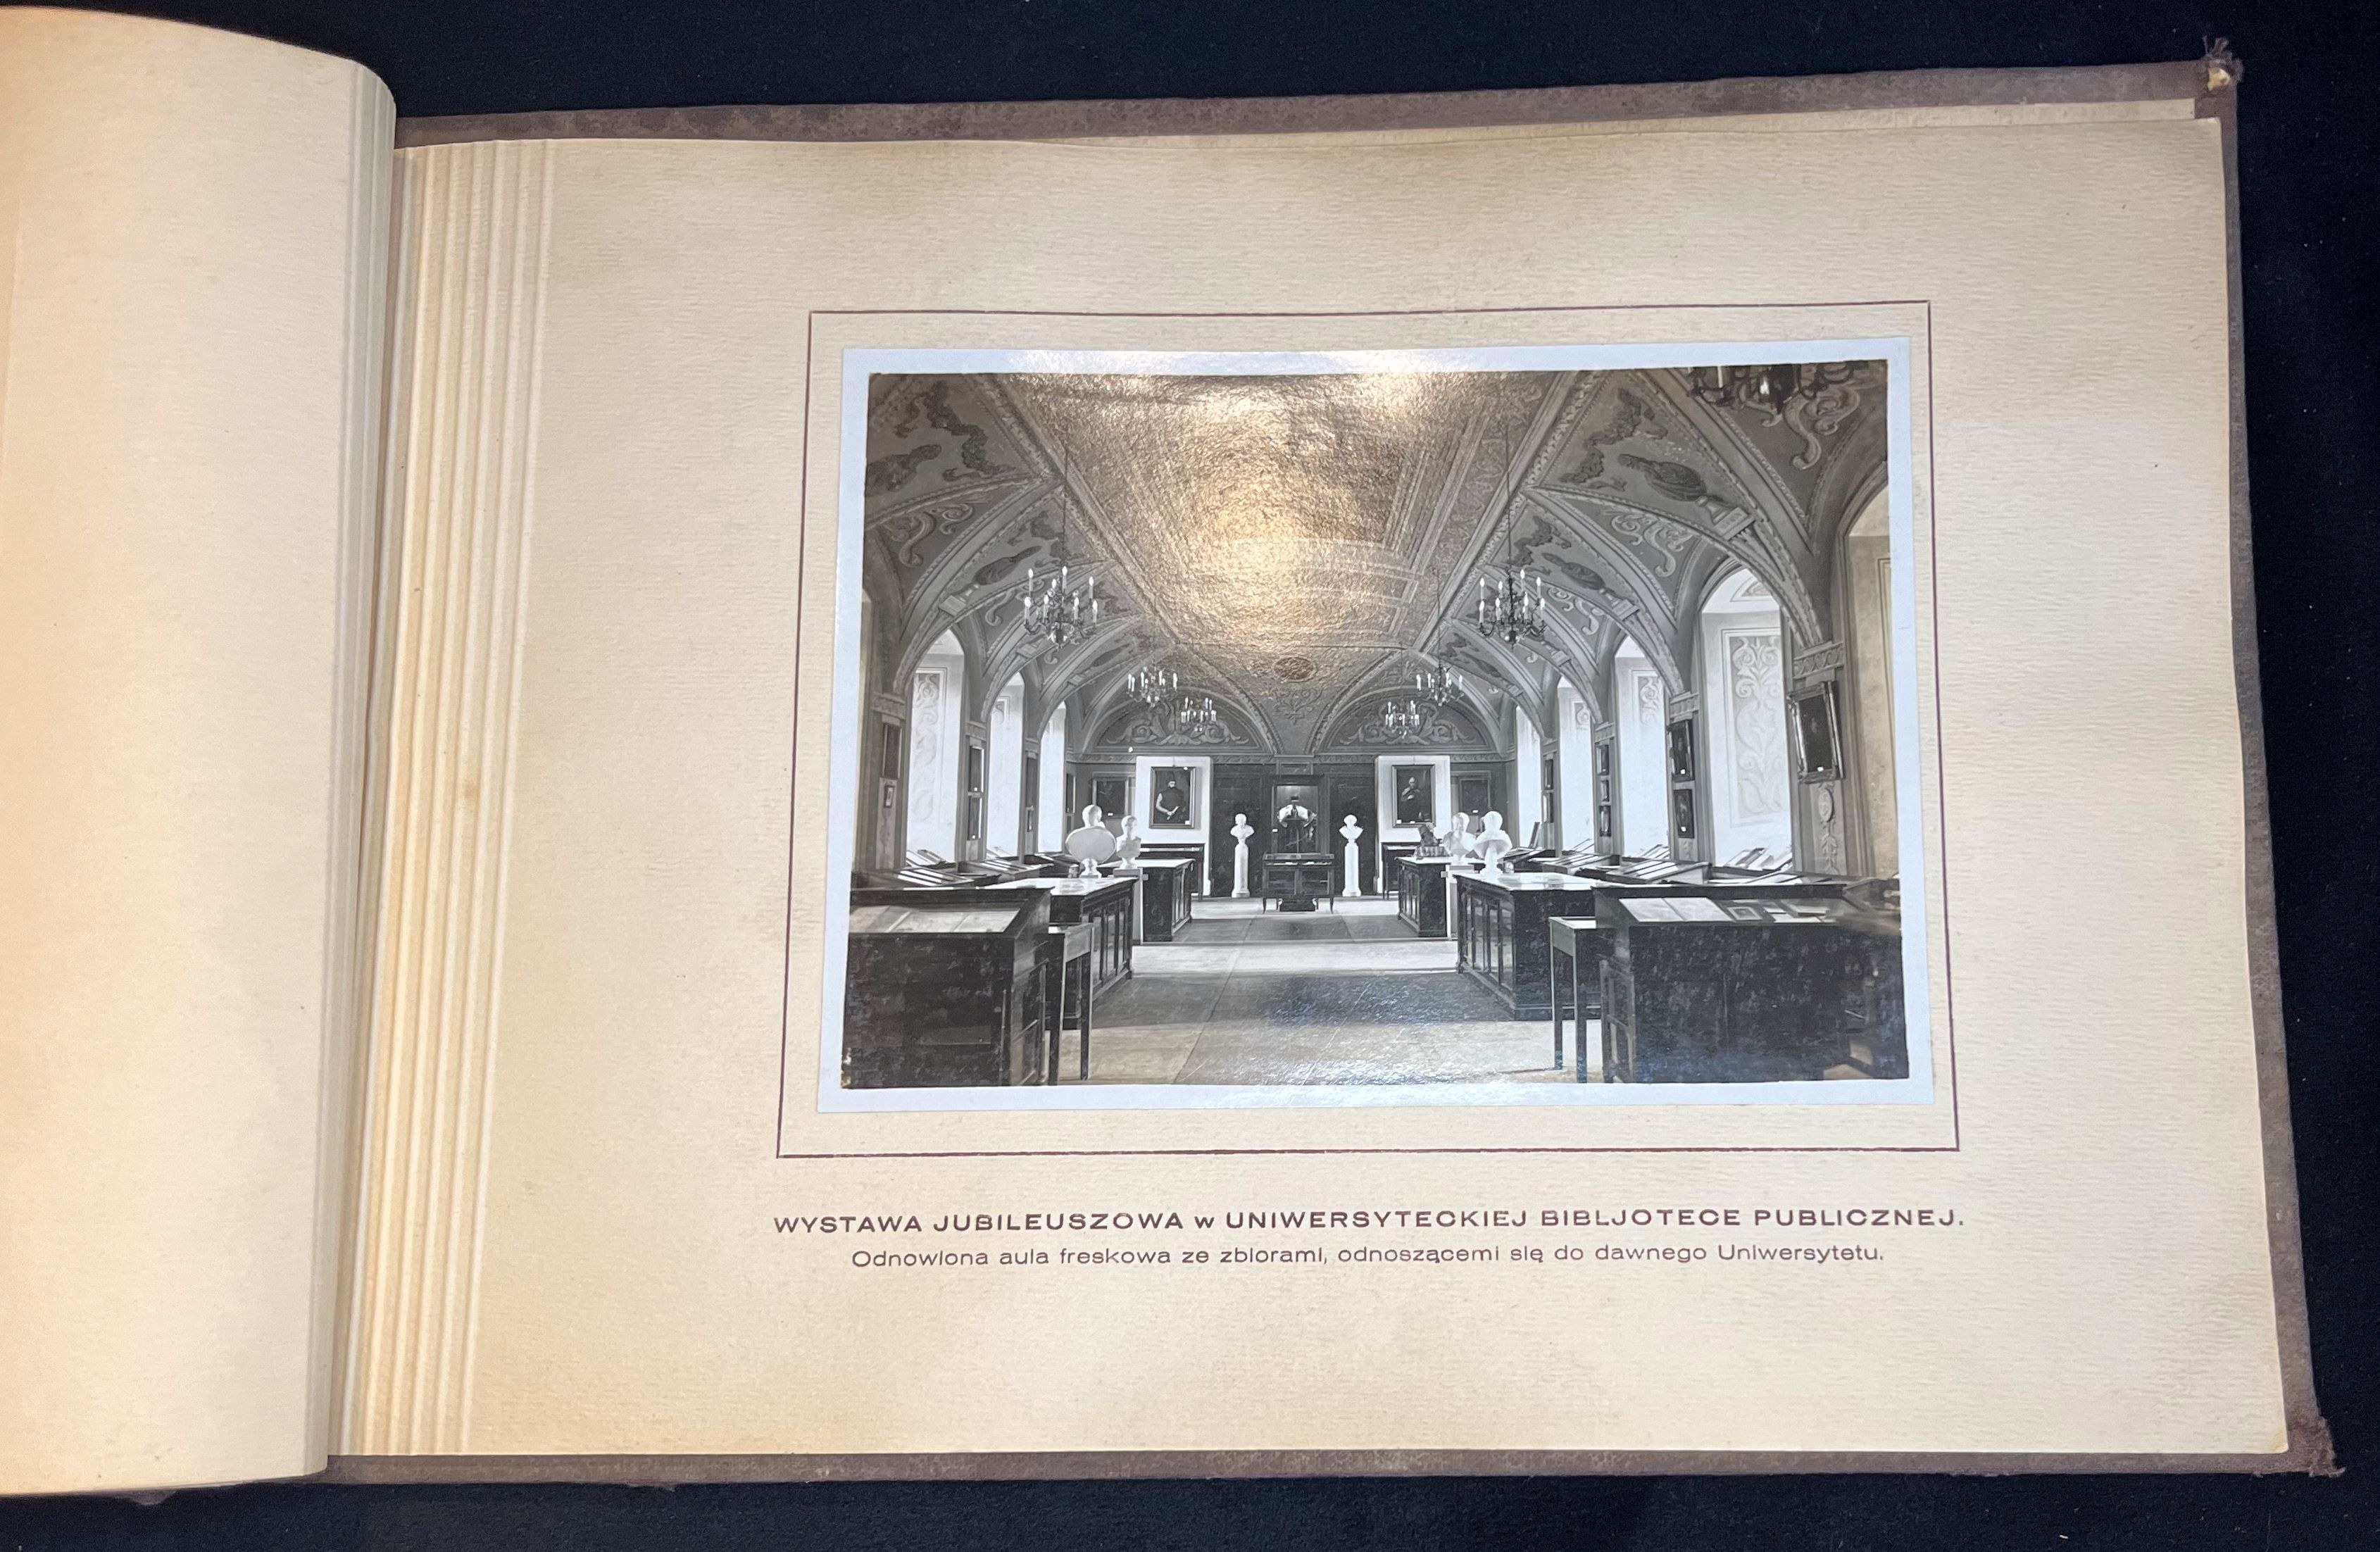 WYSTAWA JUBILEUSZOWA w UNIWERSYTECKIEJ BIBLJOTECE PUBLICZNEJ.
Odnowiona aula freskowa ze zbiorami, odnoszącemi się do dawnego Uniwersytetu.